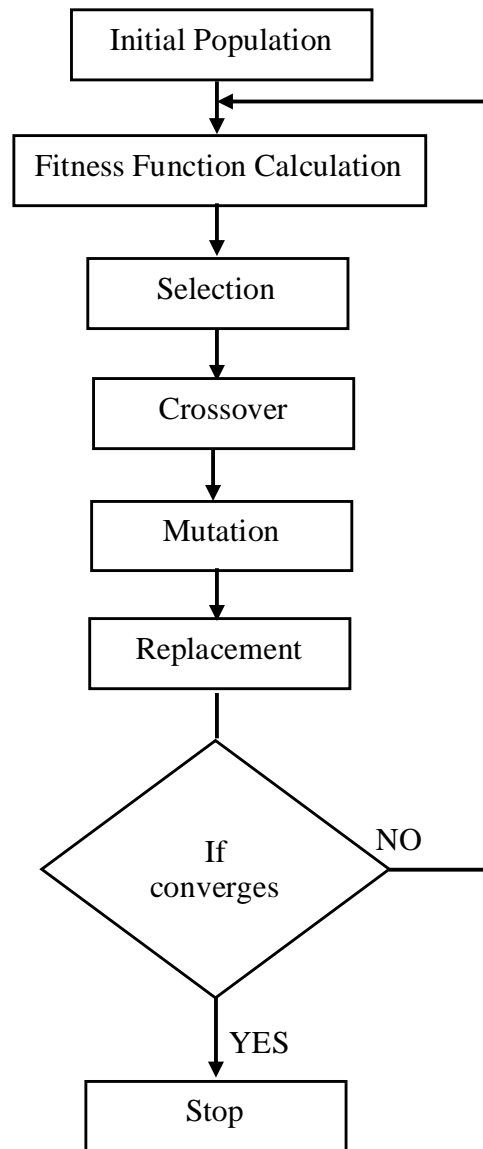 Initial Population
Fitness Function Calculation
Selection
Crossover
Mutation
Replacement
NO
If
converges
YES
Stop